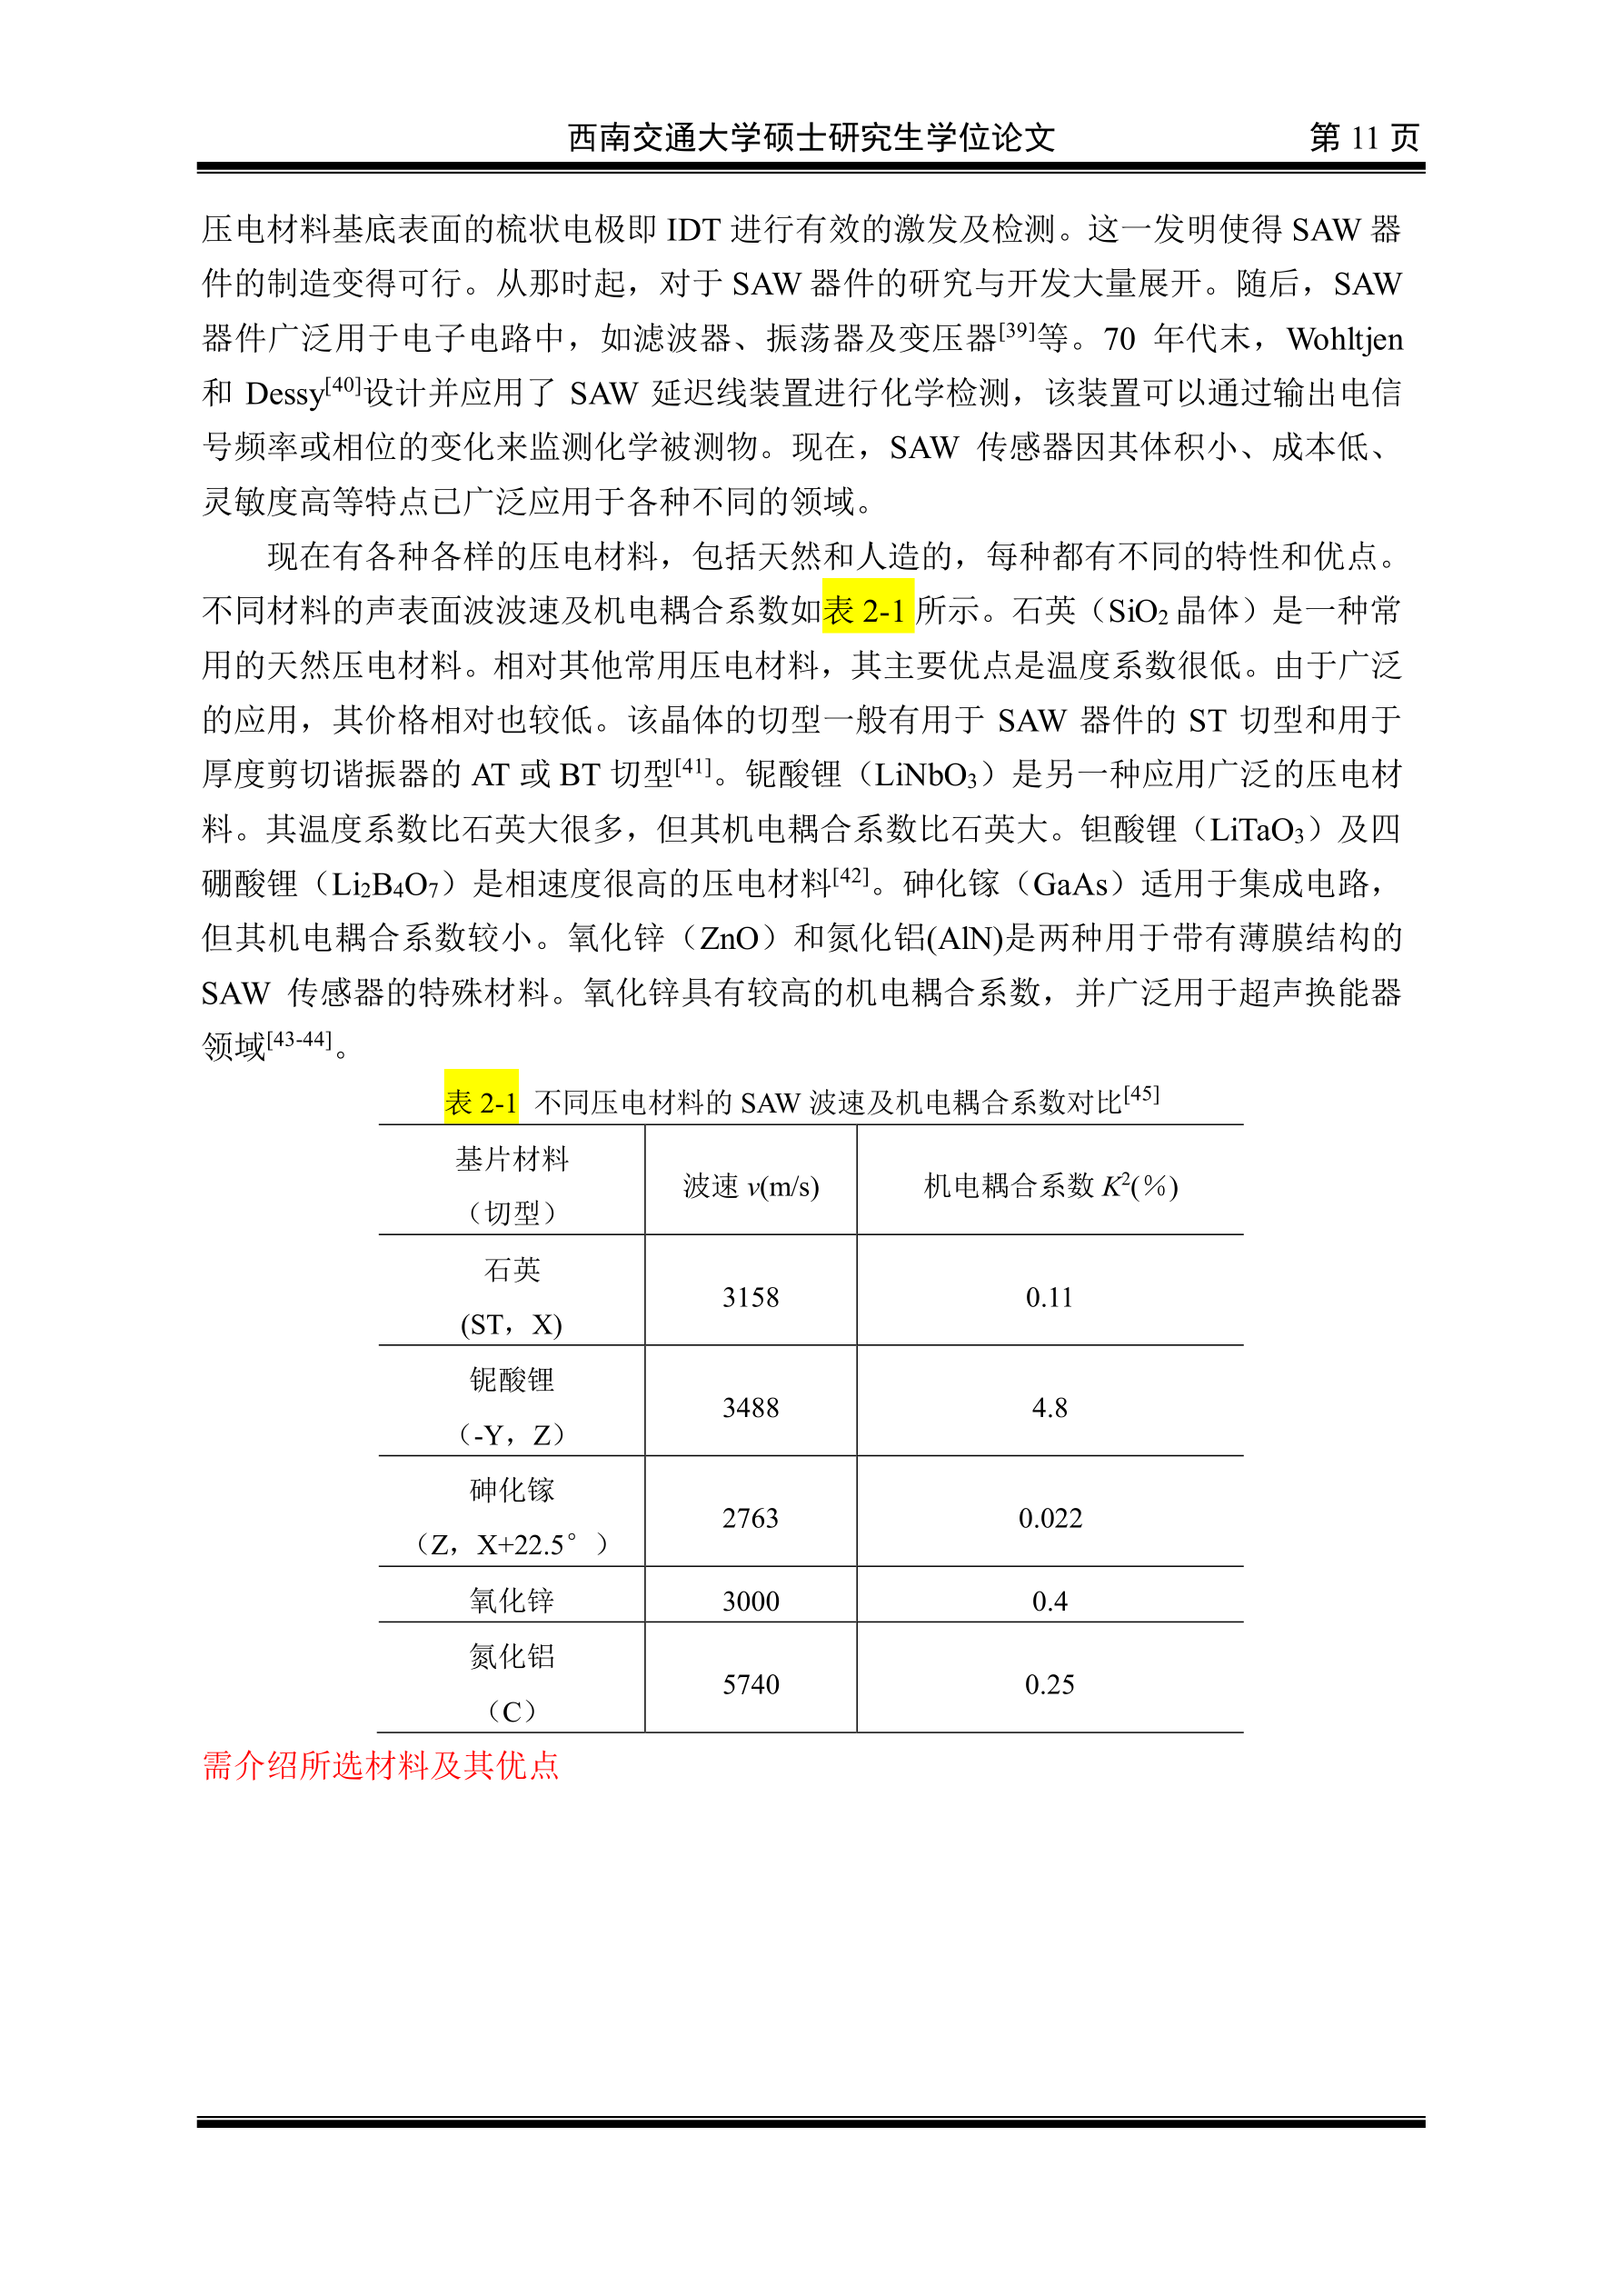 西南交通大学硕士研究生学位论文 第 11 页
压电材料基底表面的梳状电极即 IDT 进行有效的激发及检测。这一发明使得 SAW 器
件的制造变得可行。从那时起，对于 SAW 器件的研究与开发大量展开。随后，SAW
器件广泛用于电子电路中，如滤波器、振荡器及变压器[39]等。70 年代末，Wohltjen
和 Dessy[40]设计并应用了 SAW 延迟线装置进行化学检测，该装置可以通过输出电信
号频率或相位的变化来监测化学被测物。现在，SAW 传感器因其体积小、成本低、
灵敏度高等特点已广泛应用于各种不同的领域。
现在有各种各样的压电材料，包括天然和人造的，每种都有不同的特性和优点。
不同材料的声表面波波速及机电耦合系数如表 2-1 所示。石英（SiO₂ 晶体）是一种常
用的天然压电材料。相对其他常用压电材料，其主要优点是温度系数很低。由于广泛
的应用，其价格相对也较低。该晶体的切型一般有用于 SAW 器件的 ST 切型和用于
厚度剪切谐振器的 AT 或 BT 切型[41]。铌酸锂（LiNbO₃）是另一种应用广泛的压电材
料。其温度系数比石英大很多，但其机电耦合系数比石英大。钽酸锂（LiTaO₃）及四
硼酸锂（Li₂B₄O₇）是相速度很高的压电材料[42]。砷化镓（GaAs）适用于集成电路，
但其机电耦合系数较小。氧化锌（ZnO）和氮化铝(AlN)是两种用于带有薄膜结构的
SAW 传感器的特殊材料。氧化锌具有较高的机电耦合系数，并广泛用于超声换能器
领域[43-44]。
表 2-1 不同压电材料的 SAW 波速及机电耦合系数对比[45]
基片材料
（切型）
波速 v(m/s)
机电耦合系数 K²(%)
石英
(ST，X)
3158
0.11
铌酸锂
（-Y，Z）
3488
4.8
砷化镓
（Z，X+22.5°）
2763
0.022
氧化锌
3000
0.4
氮化铝
（C）
5740
0.25
需介绍所选材料及其优点